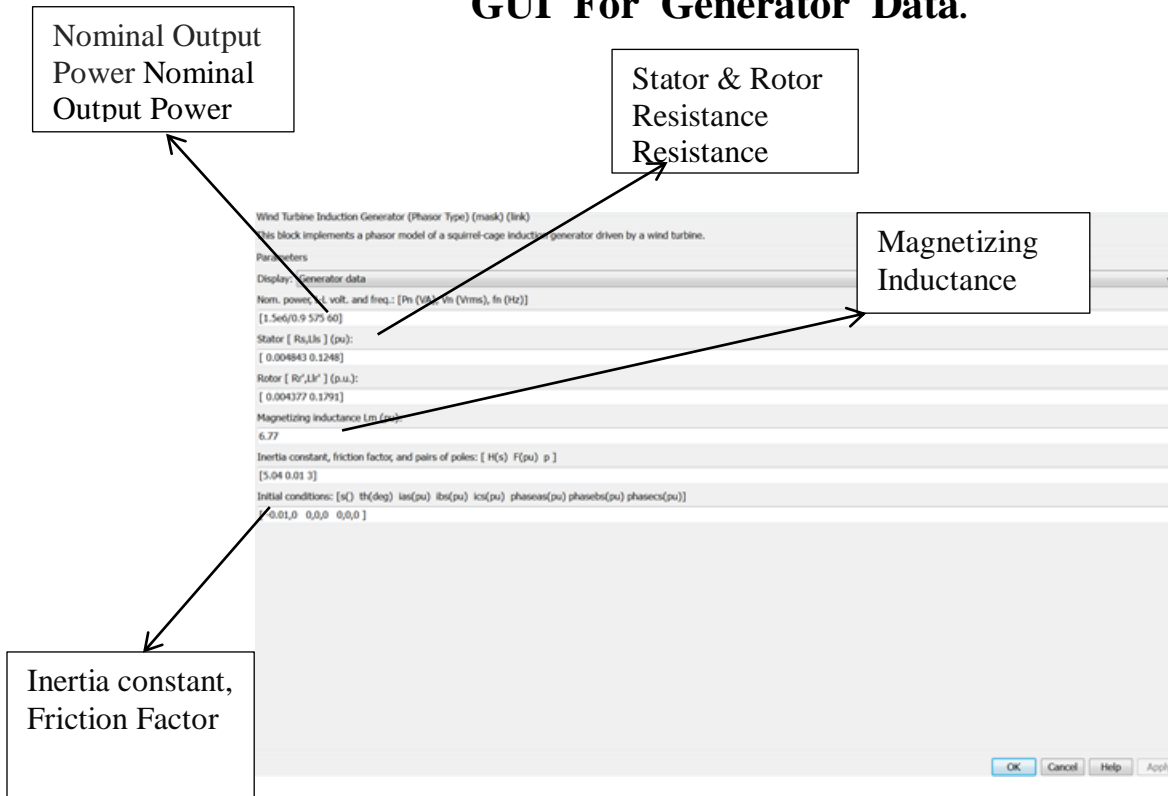 GUI For Generator Data.
Nominal Output
Power Nominal
Output Power
Stator & Rotor
Resistance
Resistance
Magnetizing
Inductance
Wind Turbine Induction Generator (Phasor Type) (mask) (link)
This block implements a phasor model of a squirrel-cage induction generator driven by a wind turbine.
Parameters
Display: Generator data
Nom. power, L-L volt. and freq.: [Pn (VA), Vn (Vrms), fn (Hz)]
[1.5e6/0.9 575 60]
Stator [ Rs,Lls ] (pu):
[ 0.004843 0.1248]
Rotor [ Rr',Llr' ] (p.u.):
[ 0.004377 0.1791]
Magnetizing inductance Lm (pu):
6.77
Inertia constant, friction factor, and pairs of poles: [ H(s) F(pu) p ]
[5.04 0.01 3]
Initial conditions: [s() th(deg) ias(pu) ibs(pu) ics(pu) phaseas(pu) phasebs(pu) phasecs(pu)]
[ -0.01,0 0,0,0 0,0,0 ]
Inertia constant,
Friction Factor
OK Cancel Help Apply